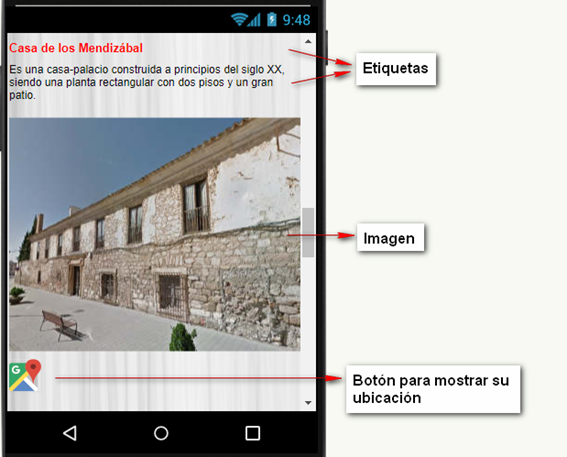 9:48
Casa de los Mendizábal
Es una casa-palacio construida a principios del siglo XX,
siendo una planta rectangular con dos pisos y un gran
patio.
Etiquetas
Imagen
G
Botón para mostrar su
ubicación